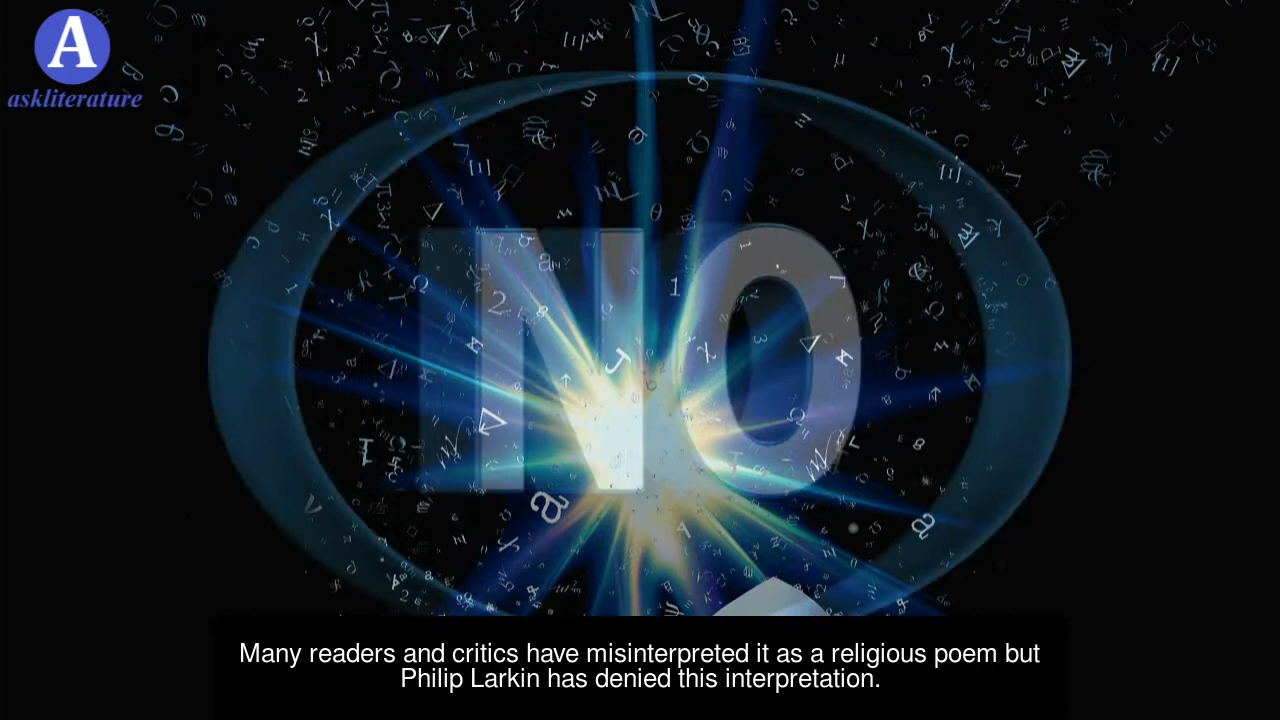 A
askliterature
NO
Many readers and critics have misinterpreted it as a religious poem but
Philip Larkin has denied this interpretation.